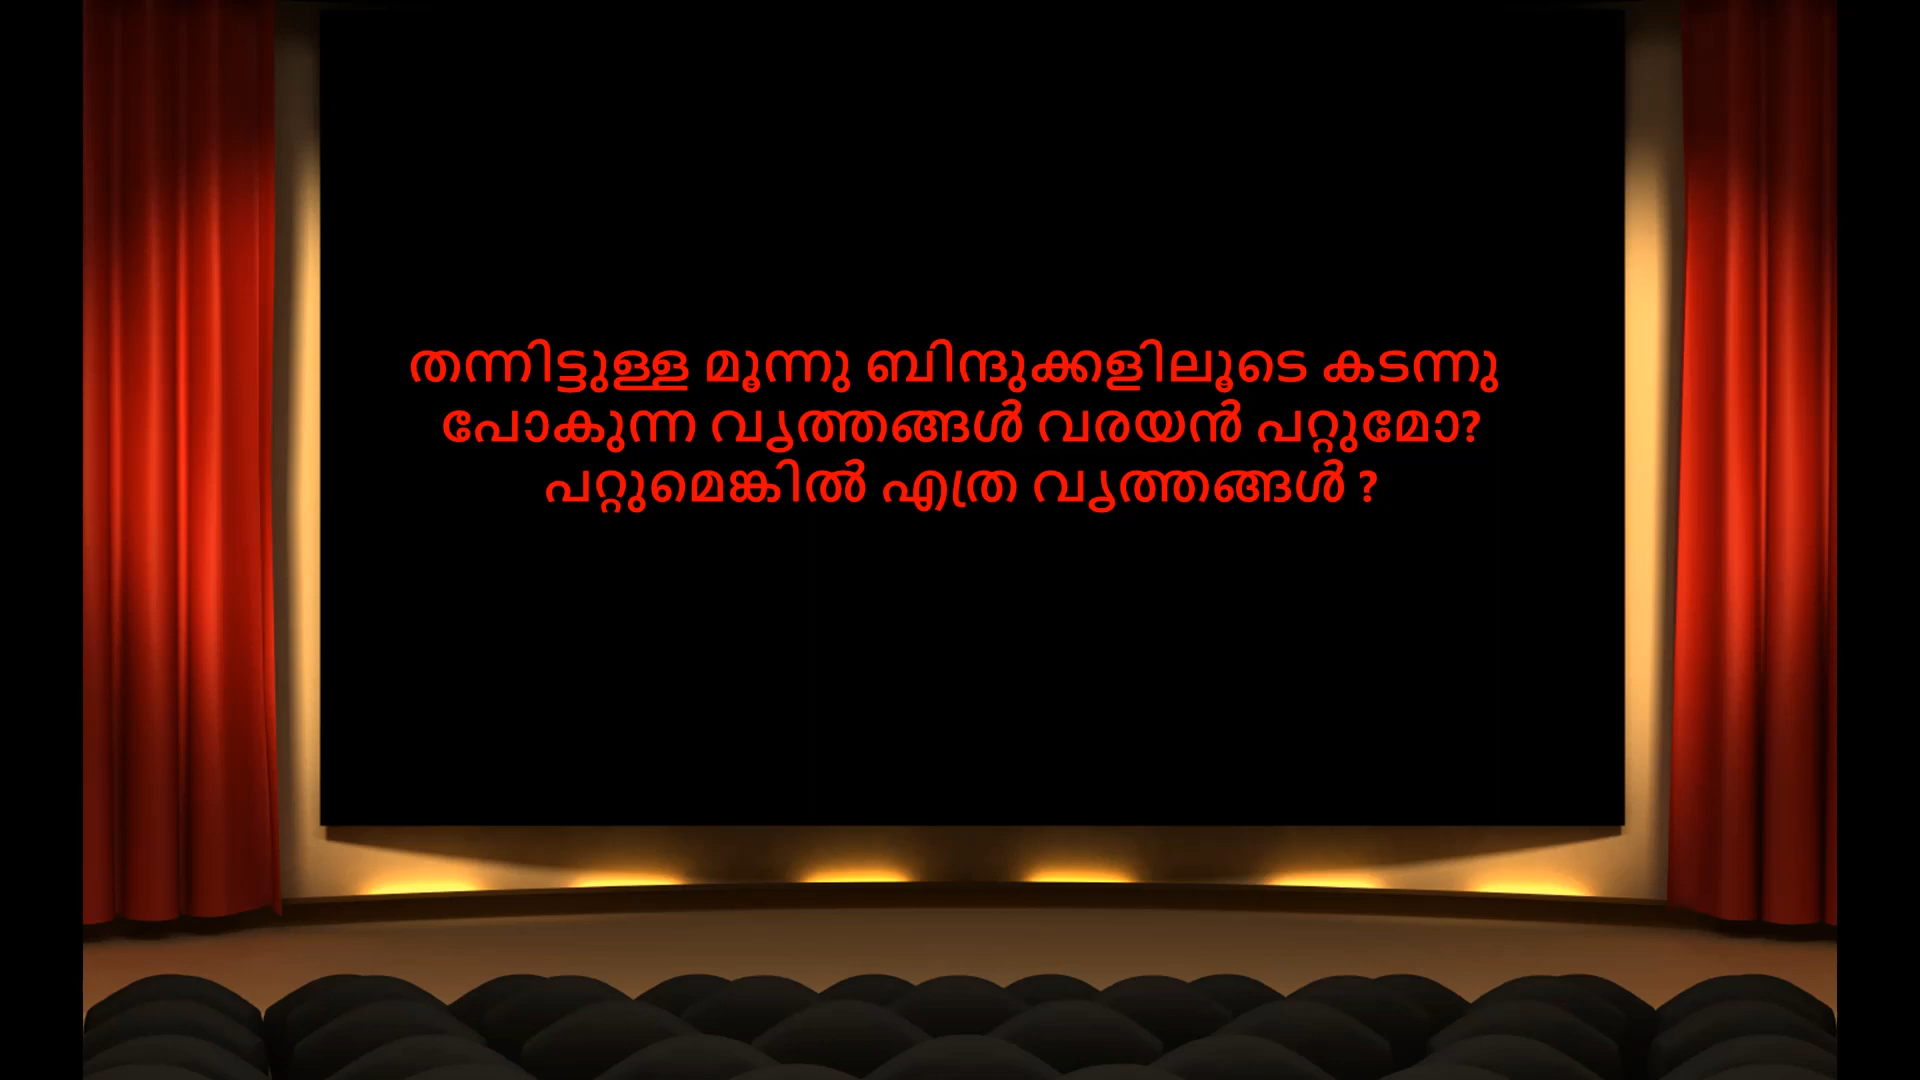 തന്നിട്ടുള്ള മൂന്നു ബിന്ദുക്കളിലൂടെ കടന്നു
പോകുന്ന വൃത്തങ്ങൾ വരയൻ പറ്റുമോ?
പറ്റുമെങ്കിൽ എത്ര വൃത്തങ്ങൾ ?